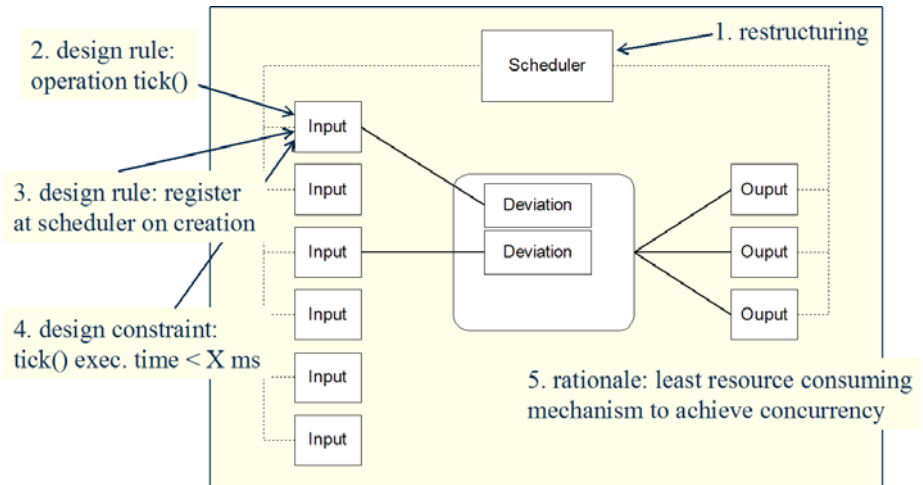 1. restructuring
2. design rule:
operation tick()
Scheduler
Input
3. design rule: register
at scheduler on creation
Input
Deviation
Ouput
Input
Deviation
Ouput
4. design constraint:
tick() exec. time < X ms
Input
Ouput
Input
5. rationale: least resource consuming
mechanism to achieve concurrency
Input